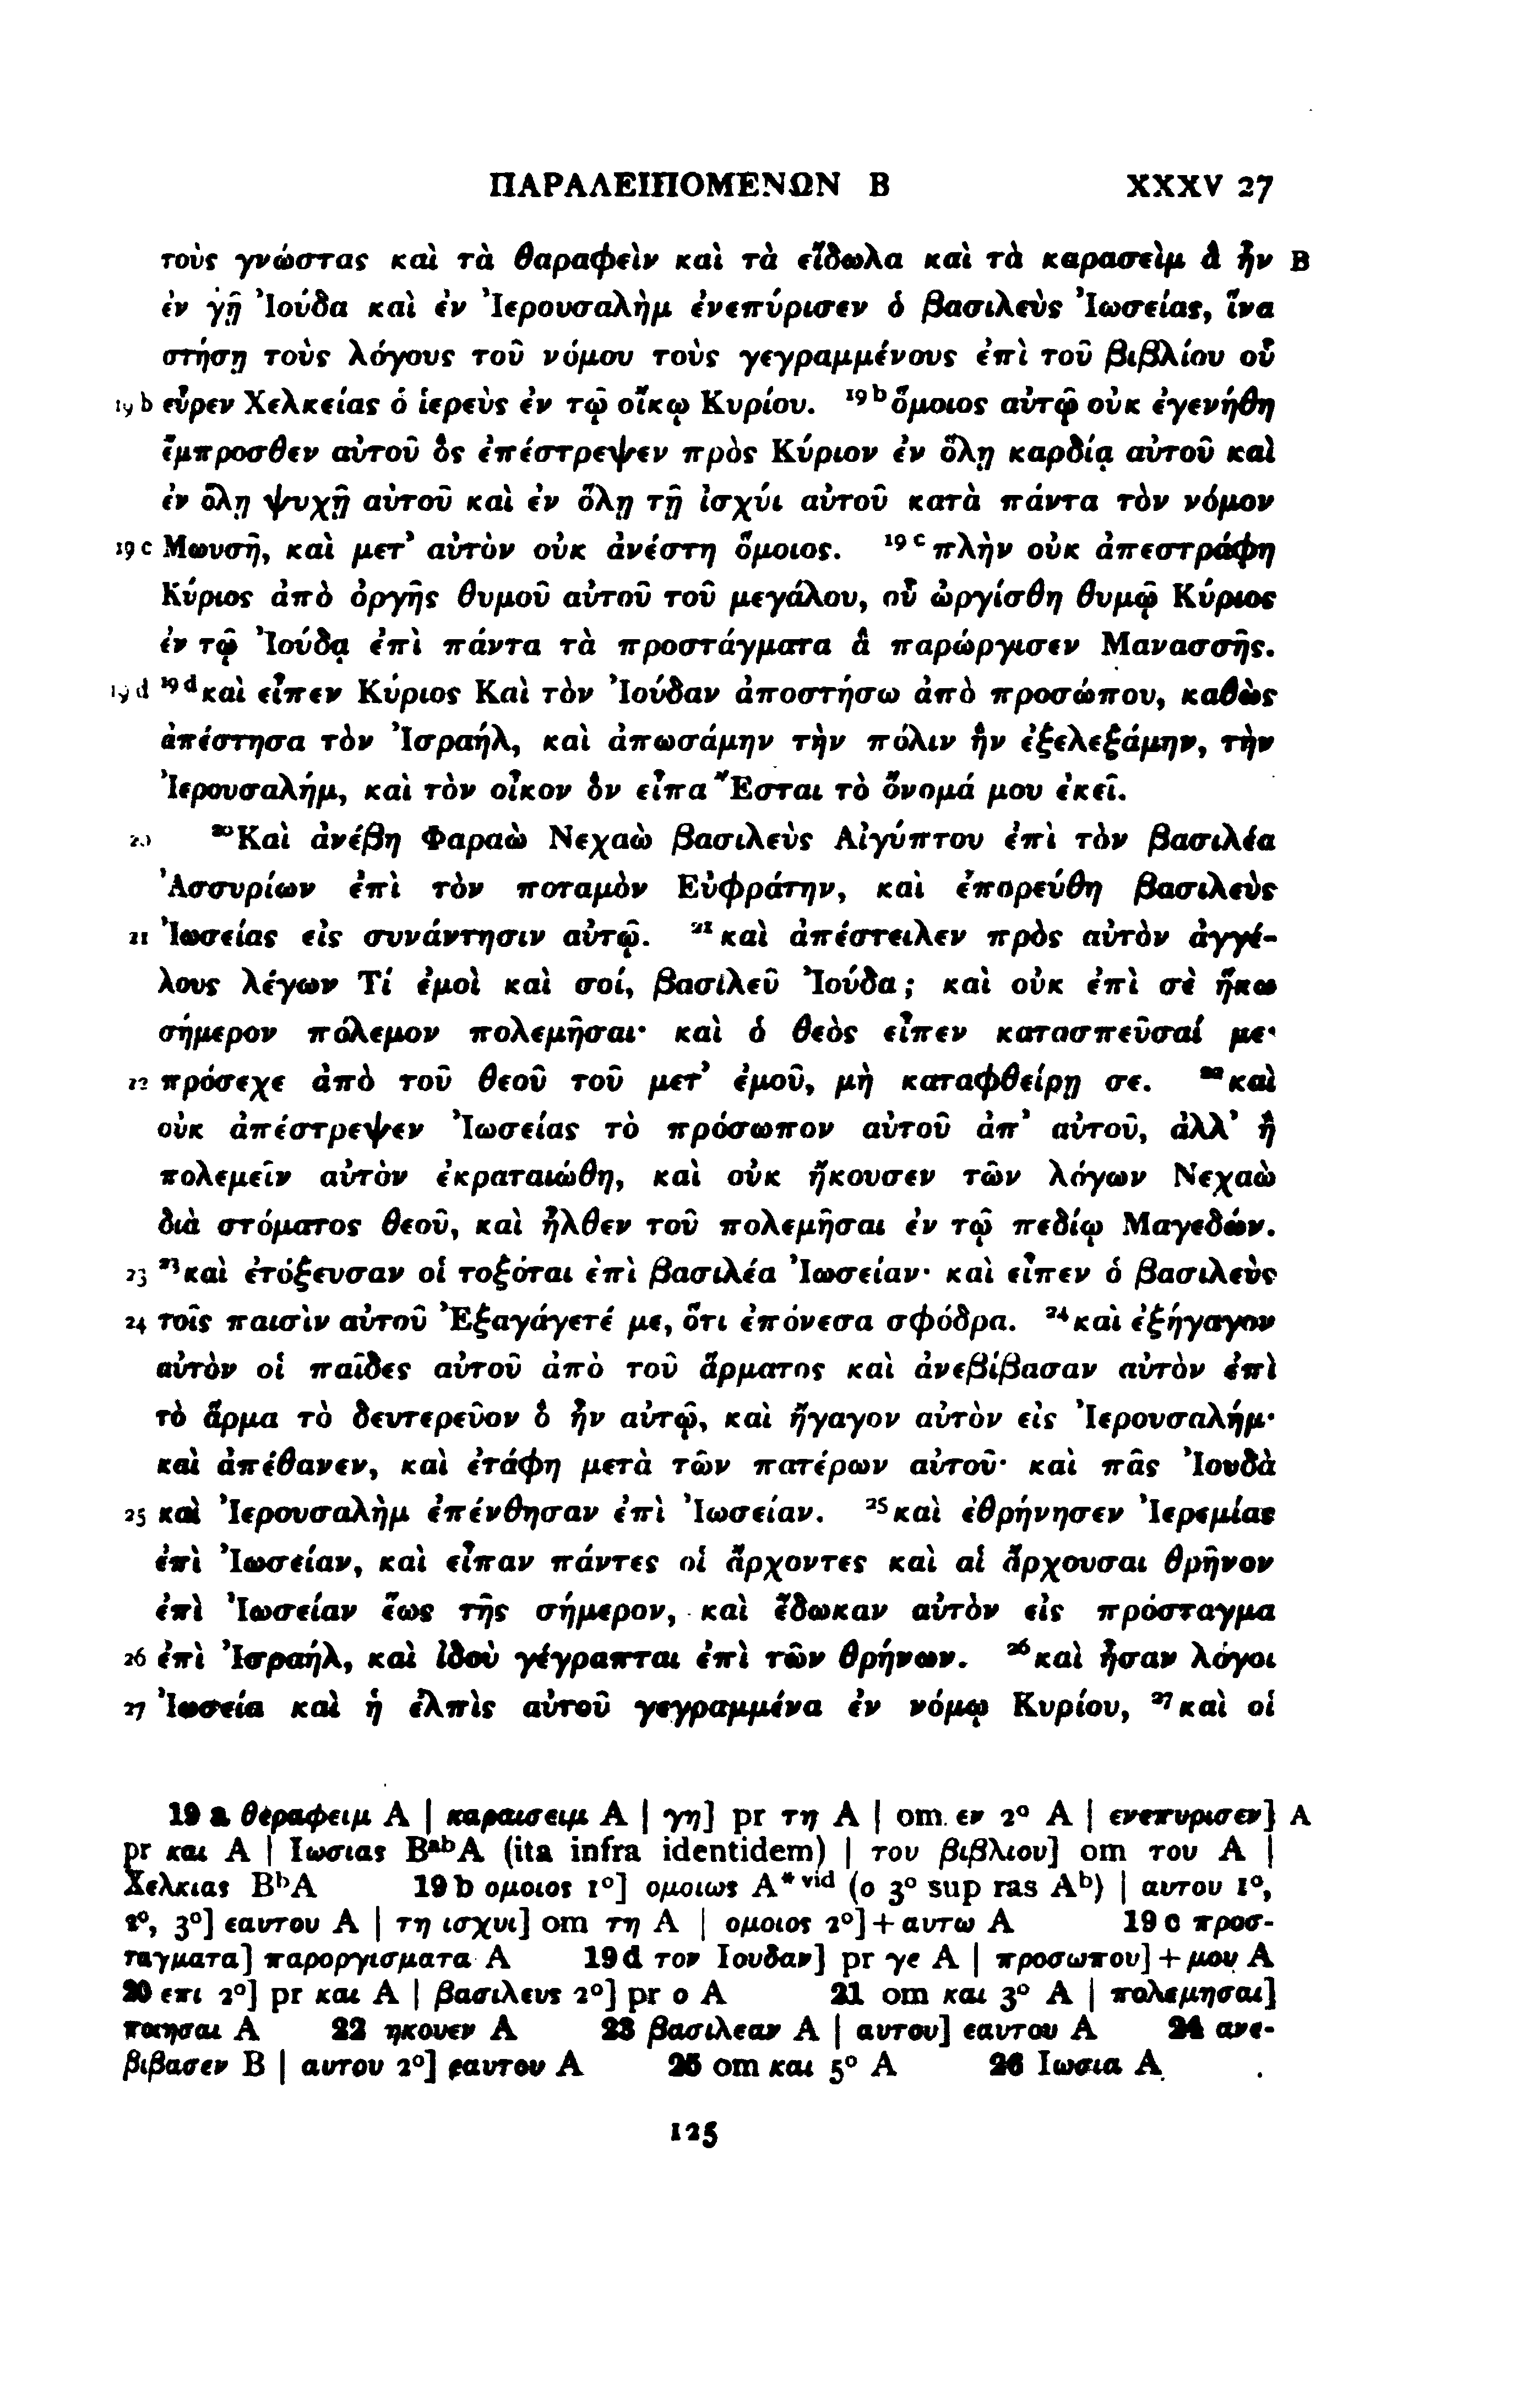 ΠΑΡΑΛΕΙΠΟΜΕΝΩΝ Β XXXV 27
τοὺς γνώστας καὶ τὰ θαραφεὶν καὶ τὰ εἴδωλα καὶ τὰ καρασεὶμ ἃ ἦν B
ἐν γῇ Ἰούδα καὶ ἐν Ἰερουσαλὴμ ἐνεπύρισεν ὁ βασιλεὺς Ἰωσείας, ἵνα
στήσῃ τοὺς λόγους τοῦ νόμου τοὺς γεγραμμένους ἐπὶ τοῦ βιβλίου οὗ
19 b εὗρεν Χελκείας ὁ ἱερεὺς ἐν τῷ οἴκῳ Κυρίου. 19 b ὅμοιος αὐτῷ οὐκ ἐγενήθη
ἔμπροσθεν αὐτοῦ ὃς ἐπέστρεψεν πρὸς Κύριον ἐν ὅλῃ καρδίᾳ αὐτοῦ καὶ
ἐν ὅλῃ ψυχῇ αὐτοῦ καὶ ἐν ὅλῃ τῇ ἰσχύι αὐτοῦ κατὰ πάντα τὸν νόμον
19 c Μωυσῆ, καὶ μετ' αὐτὸν οὐκ ἀνέστη ὅμοιος. 19 c πλὴν οὐκ ἀπεστράφη
Κύριος ἀπὸ ὀργῆς θυμοῦ αὐτοῦ τοῦ μεγάλου, οὗ ὠργίσθη θυμῷ Κύριος
ἐν τῷ Ἰούδᾳ ἐπὶ πάντα τὰ προστάγματα ἃ παρώργισεν Μανασσῆς.
19 d 19 d καὶ εἶπεν Κύριος Καὶ τὸν Ἰούδαν ἀποστήσω ἀπὸ προσώπου, καθὼς
ἀπέστησα τὸν Ἰσραήλ, καὶ ἀπωσάμην τὴν πόλιν ἣν ἐξελεξάμην, τὴν
Ἰερουσαλήμ, καὶ τὸν οἶκον ὃν εἶπα Ἔσται τὸ ὄνομά μου ἐκεῖ.
20 20 Καὶ ἀνέβη Φαραὼ Νεχαὼ βασιλεὺς Αἰγύπτου ἐπὶ τὸν βασιλέα
Ἀσσυρίων ἐπὶ τὸν ποταμὸν Εὐφράτην, καὶ ἐπορεύθη βασιλεὺς
21 Ἰωσείας εἰς συνάντησιν αὐτῷ. 21 καὶ ἀπέστειλεν πρὸς αὐτὸν ἀγγέ-
λους λέγων Τί ἐμοὶ καὶ σοί, βασιλεῦ Ἰούδα; καὶ οὐκ ἐπὶ σὲ ἥκω
σήμερον πόλεμον πολεμῆσαι· καὶ ὁ θεὸς εἶπεν κατασπεῦσαί με·
22 πρόσεχε ἀπὸ τοῦ θεοῦ τοῦ μετ' ἐμοῦ, μὴ καταφθείρῃ σε. 22 καὶ
οὐκ ἀπέστρεψεν Ἰωσείας τὸ πρόσωπον αὐτοῦ ἀπ' αὐτοῦ, ἀλλ' ἢ
πολεμεῖν αὐτὸν ἐκραταιώθη, καὶ οὐκ ἤκουσεν τῶν λόγων Νεχαὼ
διὰ στόματος θεοῦ, καὶ ἦλθεν τοῦ πολεμῆσαι ἐν τῷ πεδίῳ Μαγεδών.
23 23 καὶ ἐτόξευσαν οἱ τοξόται ἐπὶ βασιλέα Ἰωσείαν· καὶ εἶπεν ὁ βασιλεὺς
24 τοῖς παισὶν αὐτοῦ Ἐξαγάγετέ με, ὅτι ἐπόνεσα σφόδρα. 24 καὶ ἐξήγαγον
αὐτὸν οἱ παῖδες αὐτοῦ ἀπὸ τοῦ ἅρματος καὶ ἀνεβίβασαν αὐτὸν ἐπὶ
τὸ ἅρμα τὸ δευτερεῦον ὃ ἦν αὐτῷ, καὶ ἤγαγον αὐτὸν εἰς Ἰερουσαλήμ·
καὶ ἀπέθανεν, καὶ ἐτάφη μετὰ τῶν πατέρων αὐτοῦ· καὶ πᾶς Ἰουδὰ
25 καὶ Ἰερουσαλὴμ ἐπένθησαν ἐπὶ Ἰωσείαν. 25 καὶ ἐθρήνησεν Ἰερεμίας
ἐπὶ Ἰωσείαν, καὶ εἶπαν πάντες οἱ ἄρχοντες καὶ αἱ ἄρχουσαι θρῆνον
ἐπὶ Ἰωσείαν ἕως τῆς σήμερον, καὶ ἔδωκαν αὐτὸν εἰς πρόσταγμα
26 ἐπὶ Ἰσραήλ, καὶ ἰδοὺ γέγραπται ἐπὶ τῶν θρήνων. 26 καὶ ἦσαν λόγοι
27 Ἰωσεία καὶ ἡ ἐλπὶς αὐτοῦ γεγραμμένα ἐν νόμῳ Κυρίου, 27 καὶ οἱ
19 a θεραφειμ A | καραισειμ A | γη] pr τη A | om εν 2° A | ενεπυρισεν] A
pr και A | Ιωσιας BabA (ita infra identidem) | του βιβλιου] om του A |
Χελκιας BbA 19 b ομοιος 1°] ομοιως A* vid (ο 3° sup ras Ab) | αυτου 1°,
2°, 3°] εαυτου A | τη ισχυι] om τη A | ομοιος 2°] + αυτω A 19 c προσ-
ταγματα] παροργισματα A 19 d τον Ιουδαν] pr γε A | προσωπου] + μου A
20 επι 2°] pr και A | βασιλευς 2°] pr ο A 21 om και 3° A | πολεμησαι]
ποιησαι A 22 ηκουεν A 23 βασιλεαν A | αυτου] εαυτου A 24 ανε-
βιβασεν B | αυτου 2°] εαυτου A 25 om και 5° A 26 Ιωσια A
125